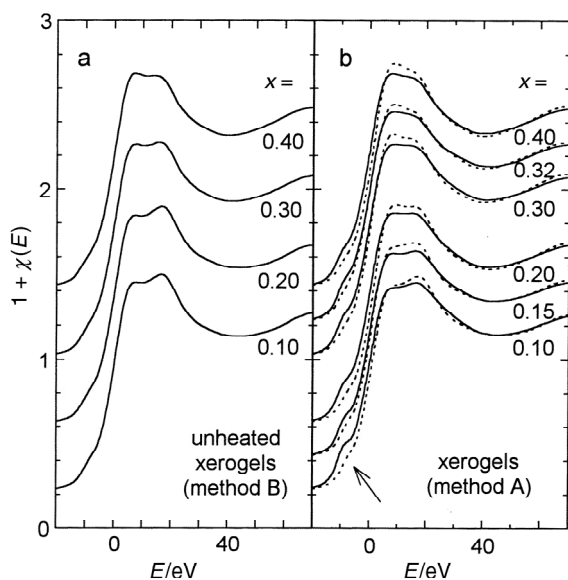 3
2
1
0
1 + χ(E)
a
x =
0.40
0.30
0.20
0.10
unheated
xerogels
(method B)
0
40
E/eV
b
x =
0.40
0.32
0.30
0.20
0.15
0.10
xerogels
(method A)
0
40
E/eV